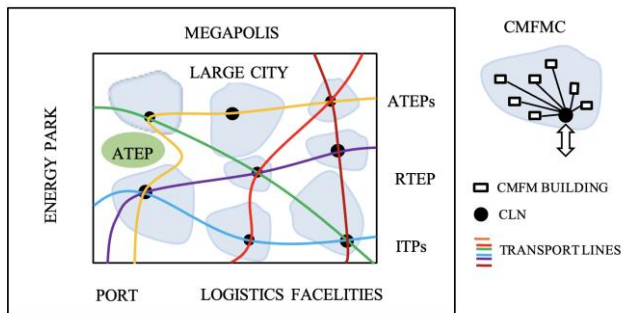 MEGAPOLIS
CMFMC
LARGE CITY
ATEPs
ENERGY PARK
ATEP
RTEP
CMFM BUILDING
CLN
ITPs
TRANSPORT LINES
PORT
LOGISTICS FACELITIES